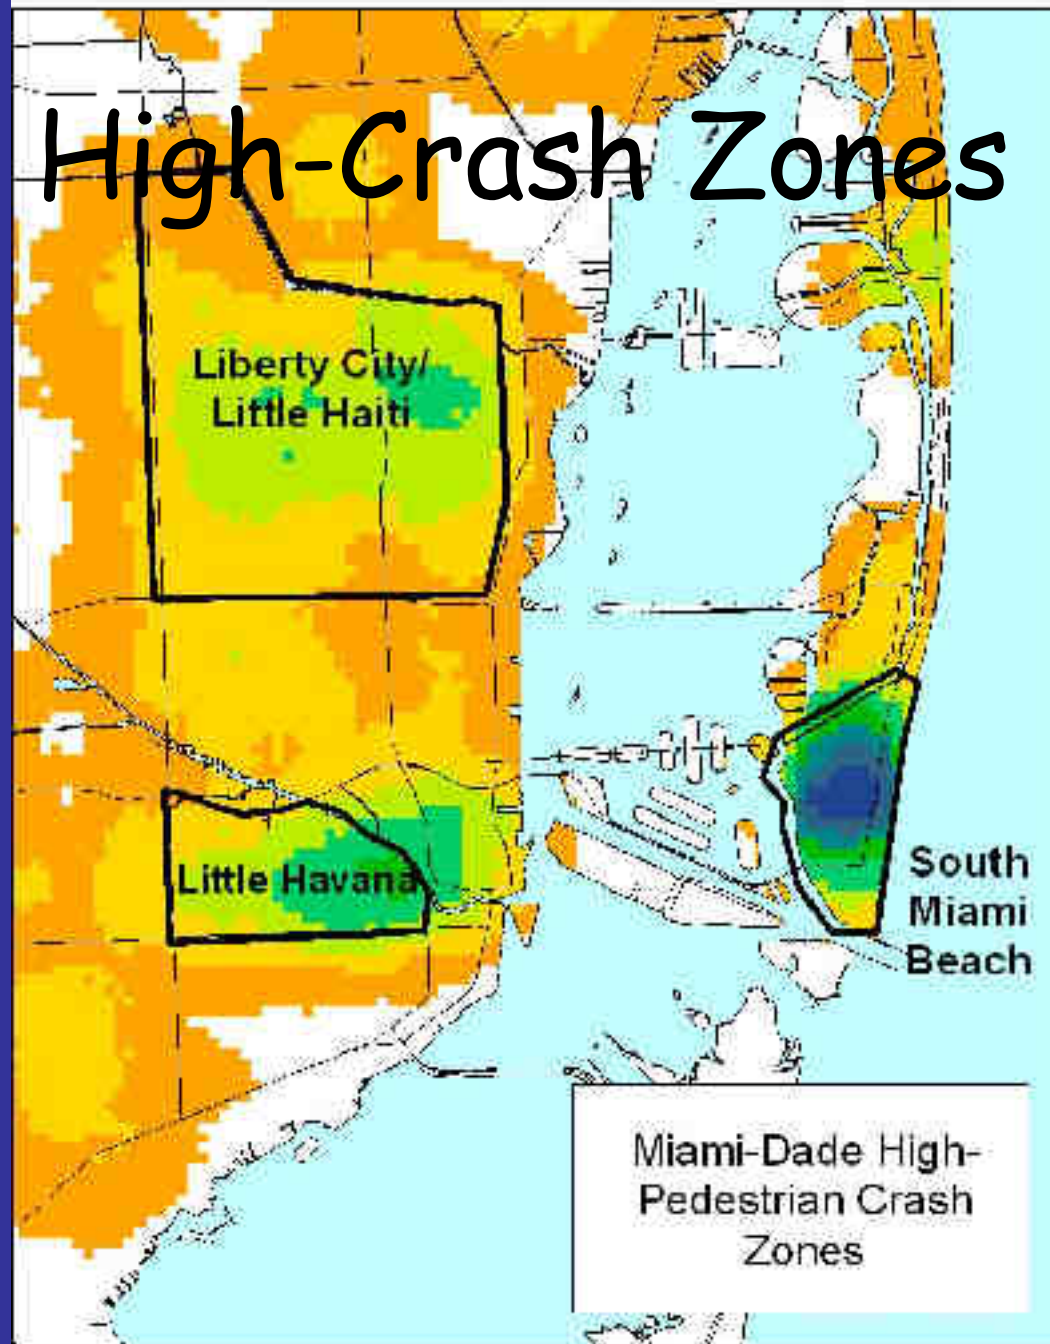 High-Crash Zones
Liberty City/
Little Haiti
Little Havana
South
Miami
Beach
Miami-Dade High-
Pedestrian Crash
Zones